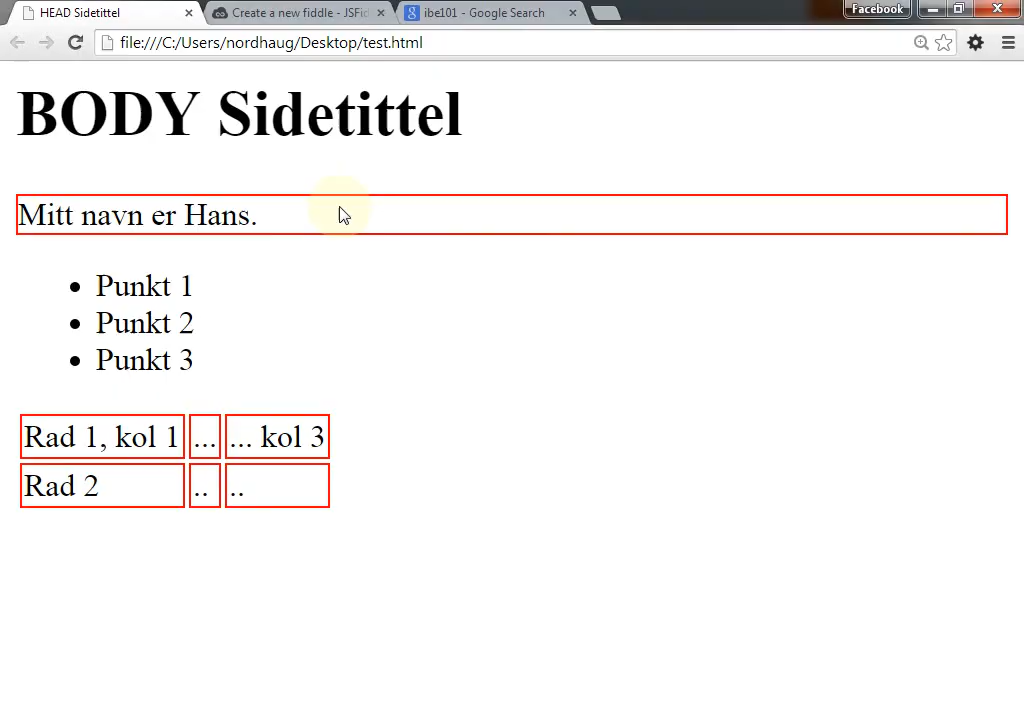 HEAD Sidetittel
Create a new fiddle - JSFid
ibe101 - Google Search
Facebook
file:///C:/Users/nordhaug/Desktop/test.html
BODY Sidetittel
Mitt navn er Hans.
• Punkt 1
• Punkt 2
• Punkt 3
Rad 1, kol 1 ... ... kol 3
Rad 2 .. ..